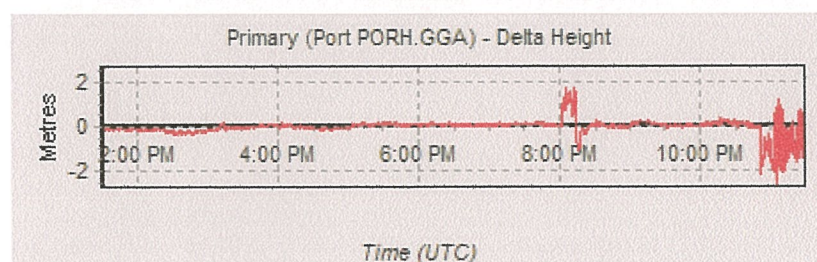 Primary (Port PORH.GGA) - Delta Height
Metres
2
0
-2
2:00 PM 4:00 PM 6:00 PM 8:00 PM 10:00 PM
Time (UTC)